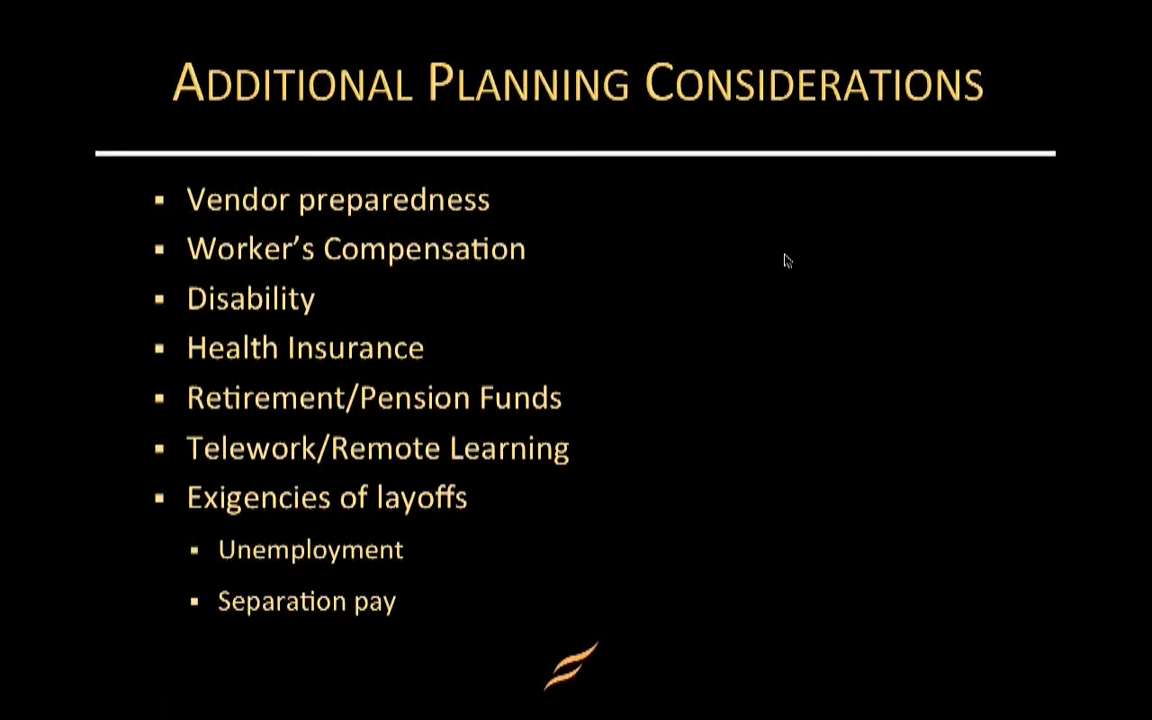 ADDITIONAL PLANNING CONSIDERATIONS
▪ Vendor preparedness
▪ Worker’s Compensation
▪ Disability
▪ Health Insurance
▪ Retirement/Pension Funds
▪ Telework/Remote Learning
▪ Exigencies of layoffs
▪ Unemployment
▪ Separation pay